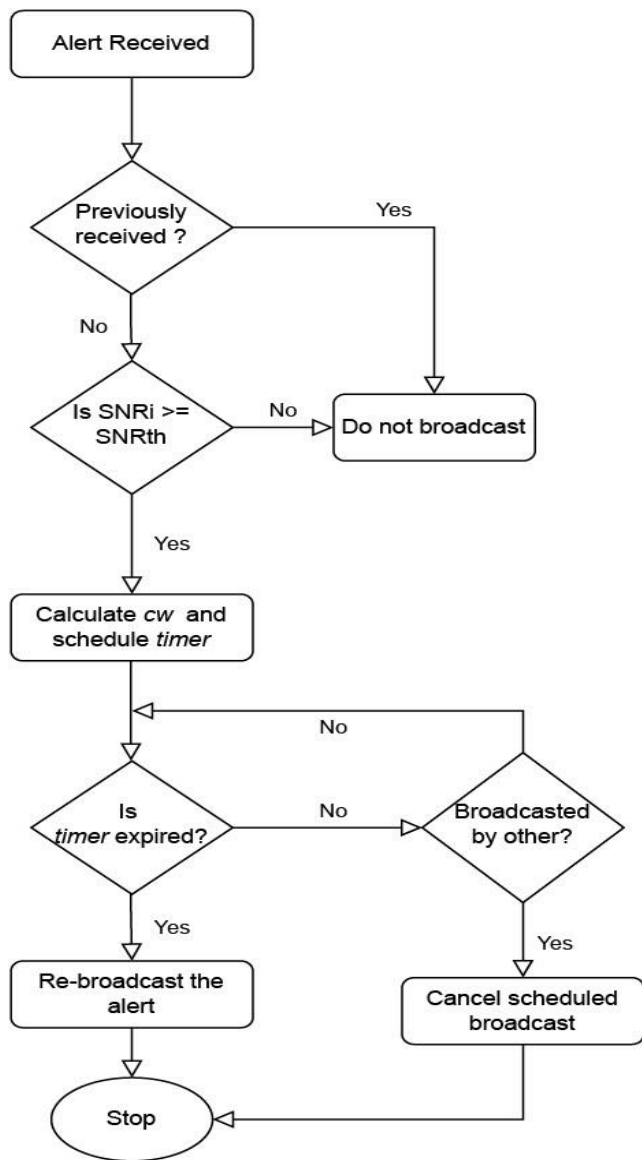 Alert Received
Previously
received ?
Yes
No
Is SNRi >=
SNRth
No
Do not broadcast
Yes
Calculate cw and
schedule timer
No
Is
timer expired?
No
Broadcasted
by other?
Yes
Yes
Re-broadcast the
alert
Cancel scheduled
broadcast
Stop